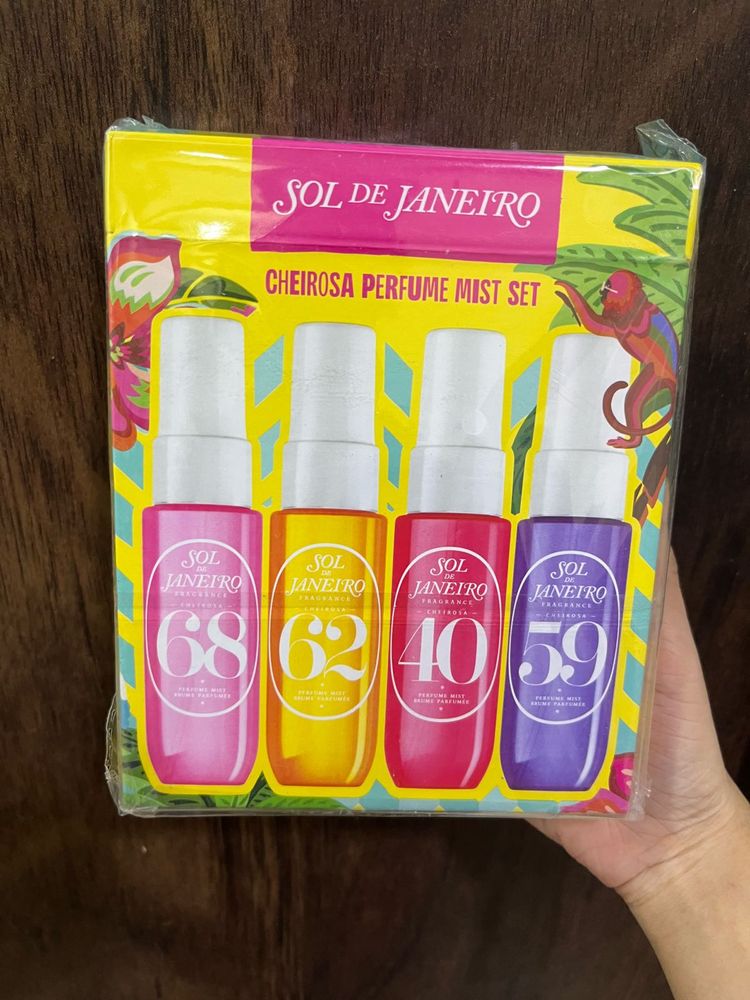 SOL DE JANEIRO
CHEIROSA PERFUME MIST SET
SOL
DE
JANEIRO
FRAGRANCE
CHEIROSA
68
PERFUME MIST
BRUME PARFUMÉE
SOL
DE
JANEIRO
FRAGRANCE
CHEIROSA
62
PERFUME MIST
BRUME PARFUMÉE
SOL
DE
JANEIRO
FRAGRANCE
CHEIROSA
40
PERFUME MIST
BRUME PARFUMÉE
SOL
DE
JANEIRO
FRAGRANCE
CHEIROSA
59
PERFUME MIST
BRUME PARFUMÉE